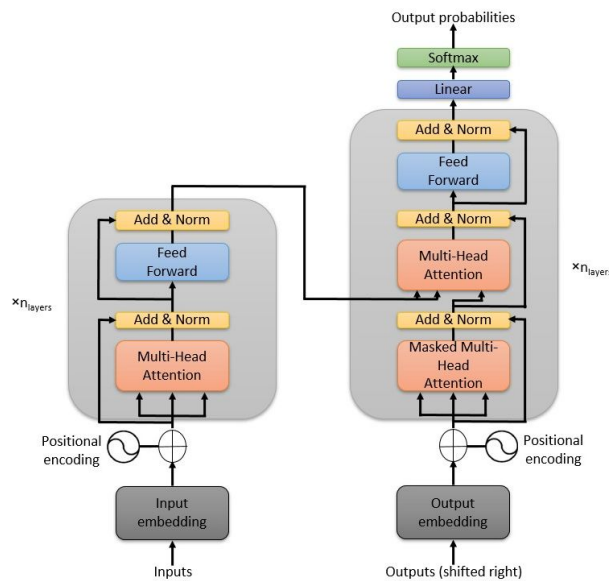 Output probabilities
Softmax
Linear
Add & Norm
Feed
Forward
Add & Norm
Multi-Head
Attention
×n_layers
Add & Norm
Masked Multi-
Head
Attention
Positional
encoding
Output
embedding
Outputs (shifted right)
Add & Norm
Feed
Forward
×n_layers
Add & Norm
Multi-Head
Attention
Positional
encoding
Input
embedding
Inputs